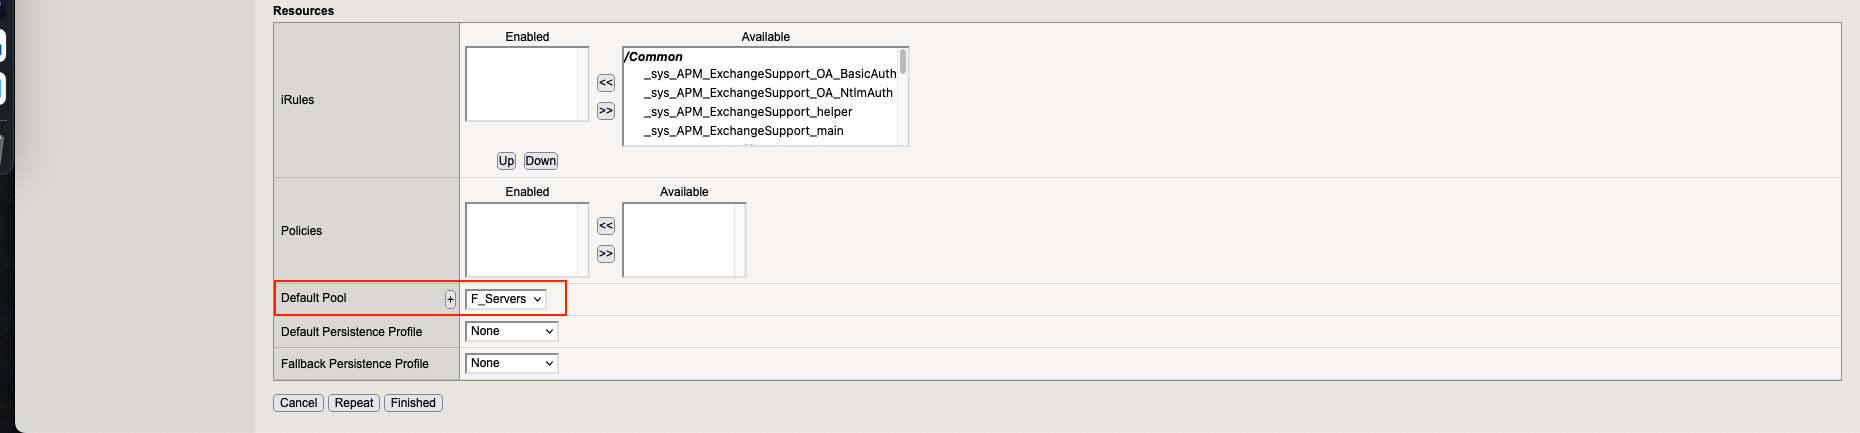 Resources
iRules
Enabled
Available
/Common
_sys_APM_ExchangeSupport_OA_BasicAuth
_sys_APM_ExchangeSupport_OA_NtlmAuth
_sys_APM_ExchangeSupport_helper
_sys_APM_ExchangeSupport_main
<<
>>
Up Down
Policies
Enabled
Available
<<
>>
Default Pool + F_Servers
Default Persistence Profile None
Fallback Persistence Profile None
Cancel Repeat Finished